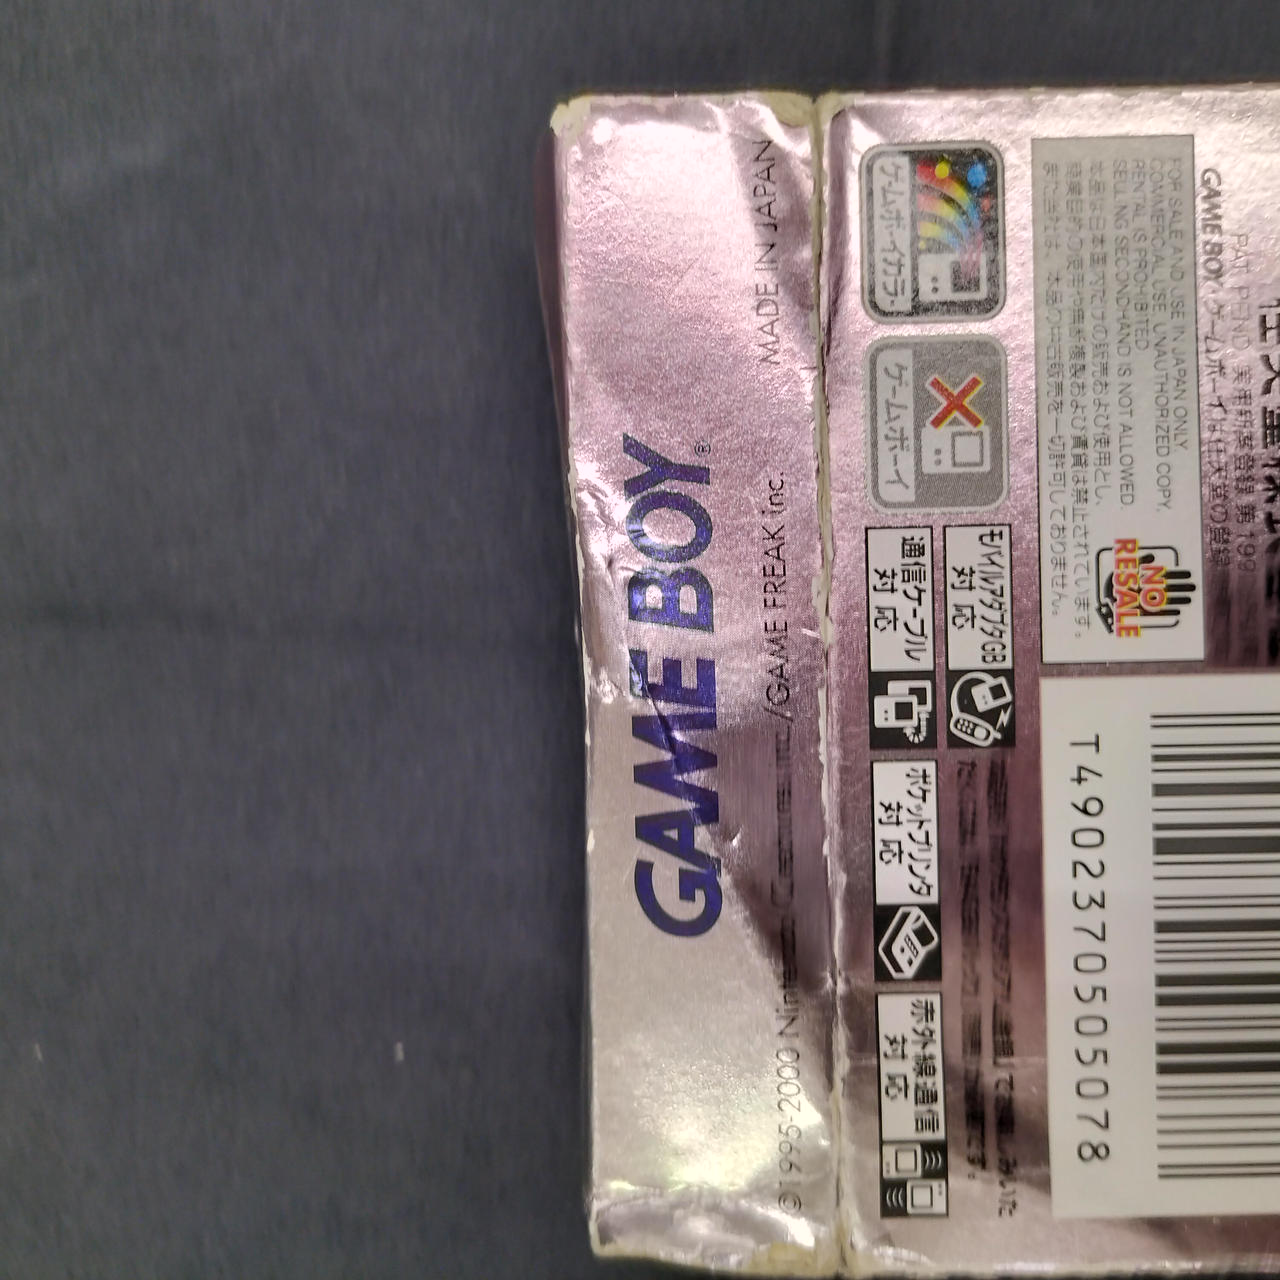 GAME BOY®
MADE IN JAPAN
©1995-2000 Nintendo / Creatures inc. /GAME FREAK inc.
ゲームボーイカラー
ゲームボーイ
通信ケーブル
対応
モバイルアダプタGB
対応
ポケットプリンタ
対応
赤外線通信
対応
FOR SALE AND USE IN JAPAN ONLY.
COMMERCIAL USE, UNAUTHORIZED COPY,
RENTAL IS PROHIBITED.
SELLING SECONDHAND IS NOT ALLOWED.
本品は日本国内だけの販売および使用とし、
商業目的の使用や無断複製および賃貸は禁止されています。
また当社は、本品の中古販売を一切許可しておりません。
NO
RESALE
GAME BOY/ゲームボーイは任天堂の登録
PAT. PEND. 実用新案登録 第199
T4902370505078